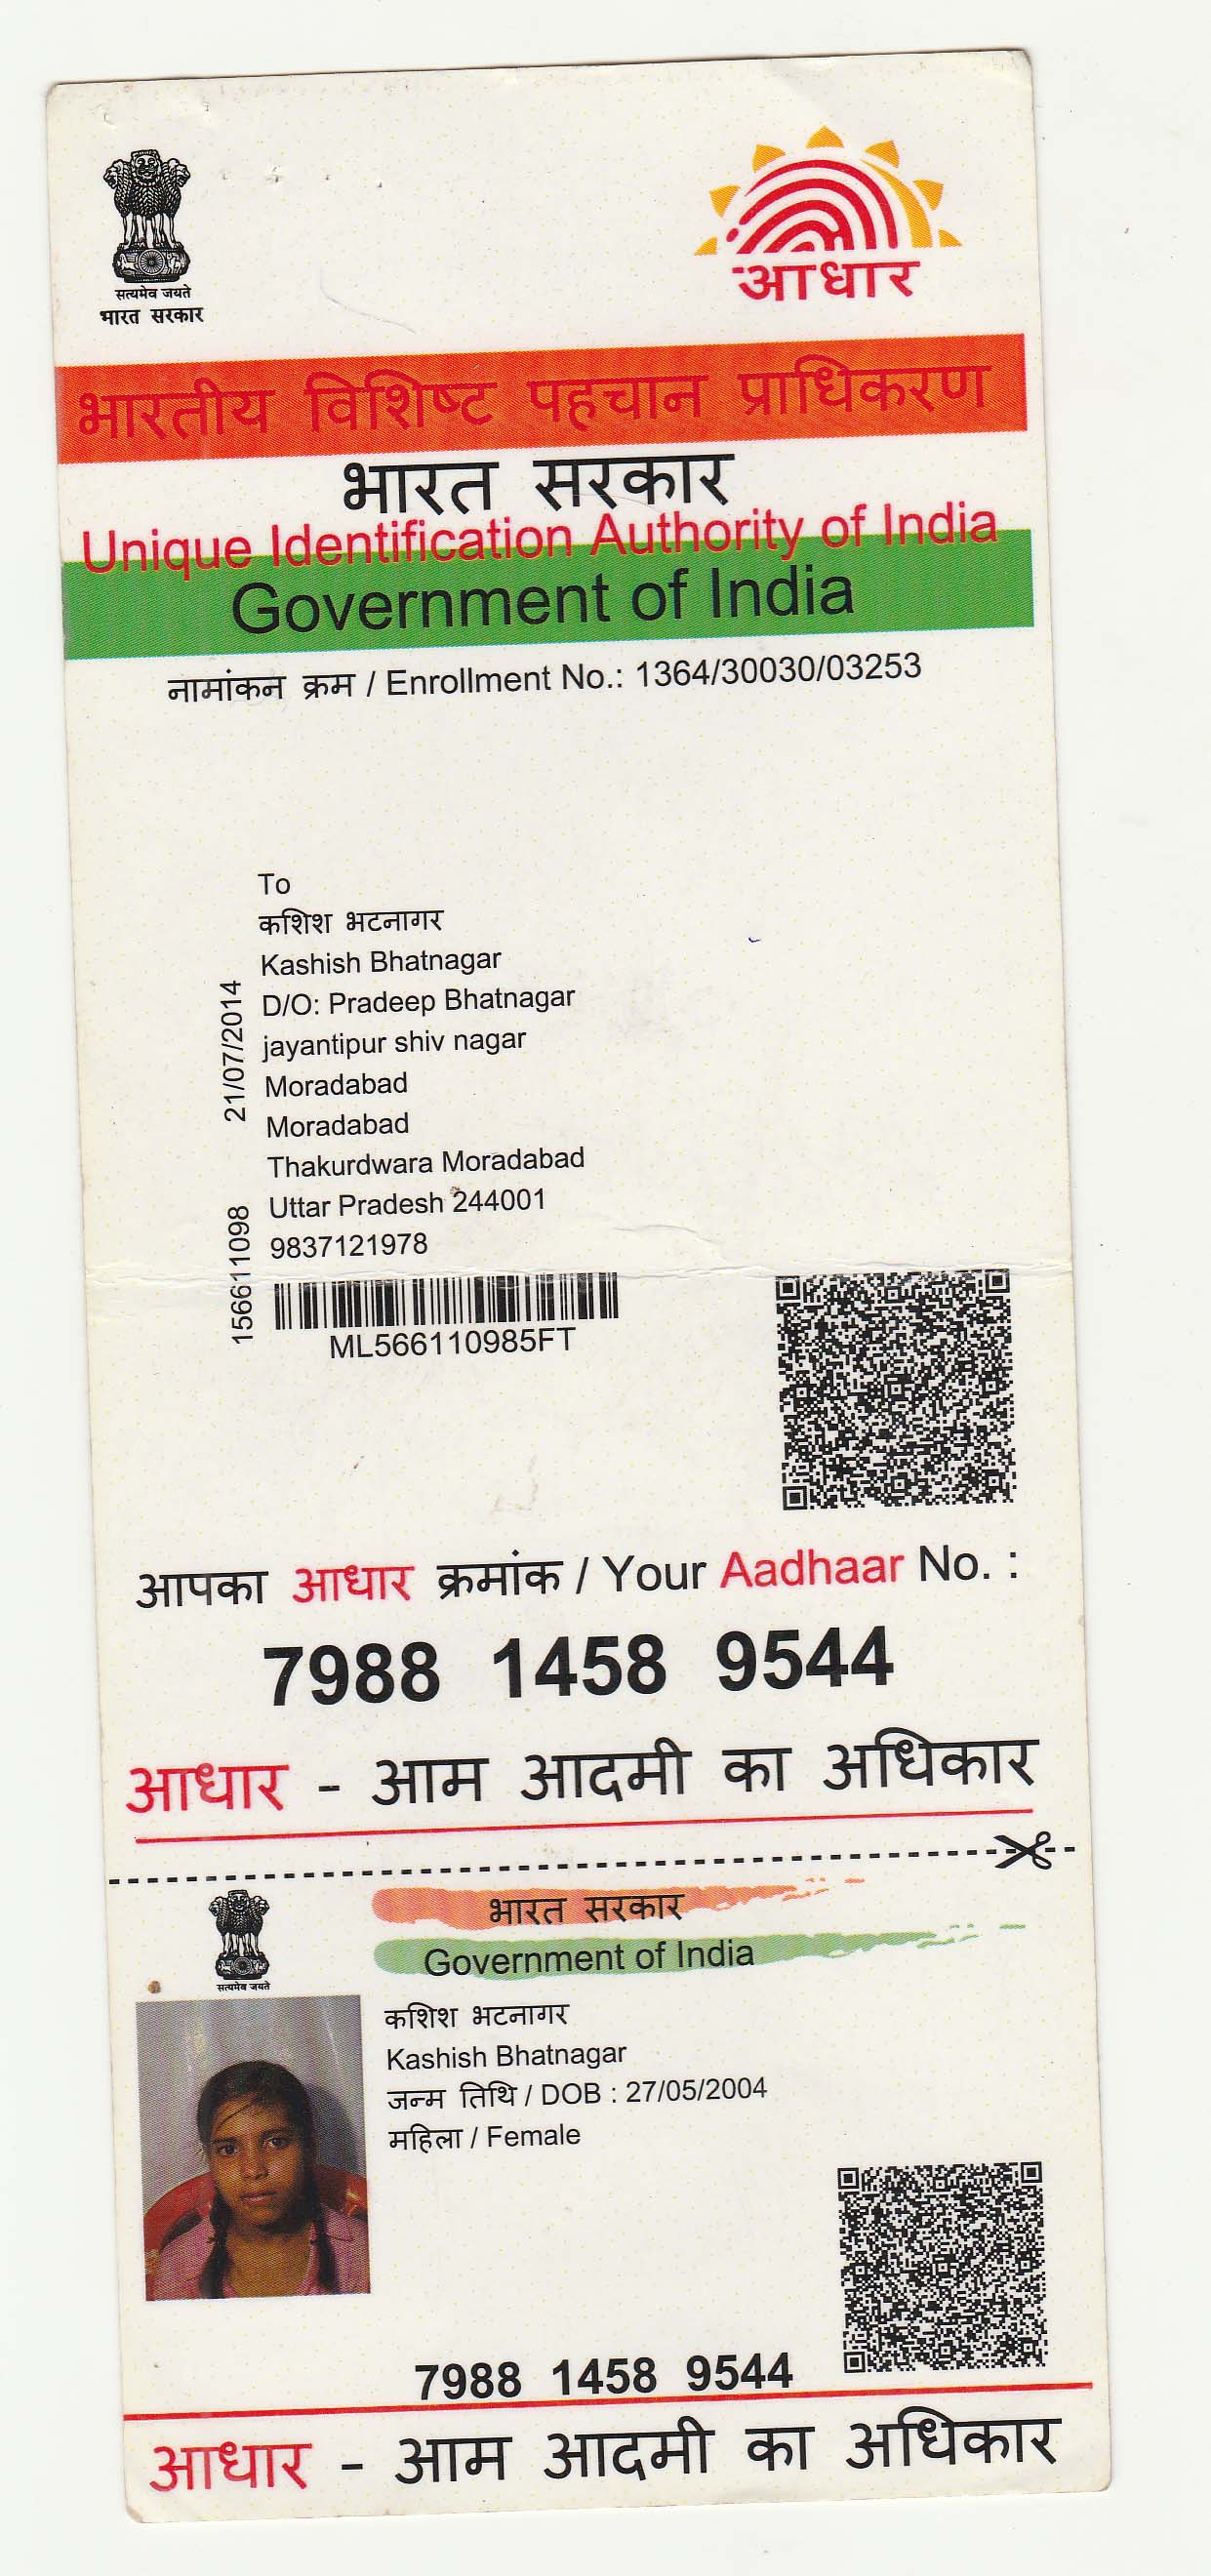 सत्यमेव जयते
भारत सरकार
आधार
भारतीय विशिष्ट पहचान प्राधिकरण
भारत सरकार
Unique Identification Authority of India
Government of India
नामांकन क्रम / Enrollment No.: 1364/30030/03253
To
कशिश भटनागर
Kashish Bhatnagar
D/O: Pradeep Bhatnagar
jayantipur shiv nagar
Moradabad
Moradabad
Thakurdwara Moradabad
Uttar Pradesh 244001
9837121978
21/07/2014
156611098
ML566110985FT
आपका आधार क्रमांक / Your Aadhaar No. :
7988 1458 9544
आधार - आम आदमी का अधिकार
सत्यमेव जयते
भारत सरकार
Government of India
कशिश भटनागर
Kashish Bhatnagar
जन्म तिथि / DOB : 27/05/2004
महिला / Female
7988 1458 9544
आधार - आम आदमी का अधिकार